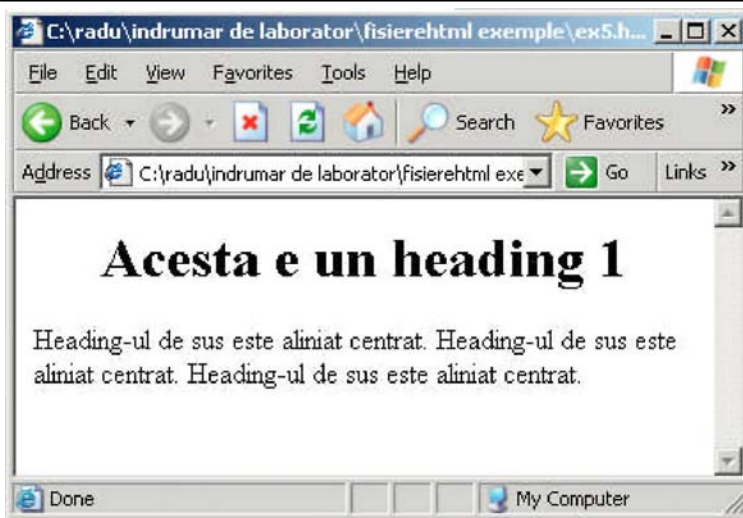 C:\radu\indrumar de laborator\fisierehtml exemple\ex5.h...
File Edit View Favorites Tools Help
Back Search Favorites »
Address C:\radu\indrumar de laborator\fisierehtml exe Go Links »
Acesta e un heading 1
Heading-ul de sus este aliniat centrat. Heading-ul de sus este
aliniat centrat. Heading-ul de sus este aliniat centrat.
Done My Computer